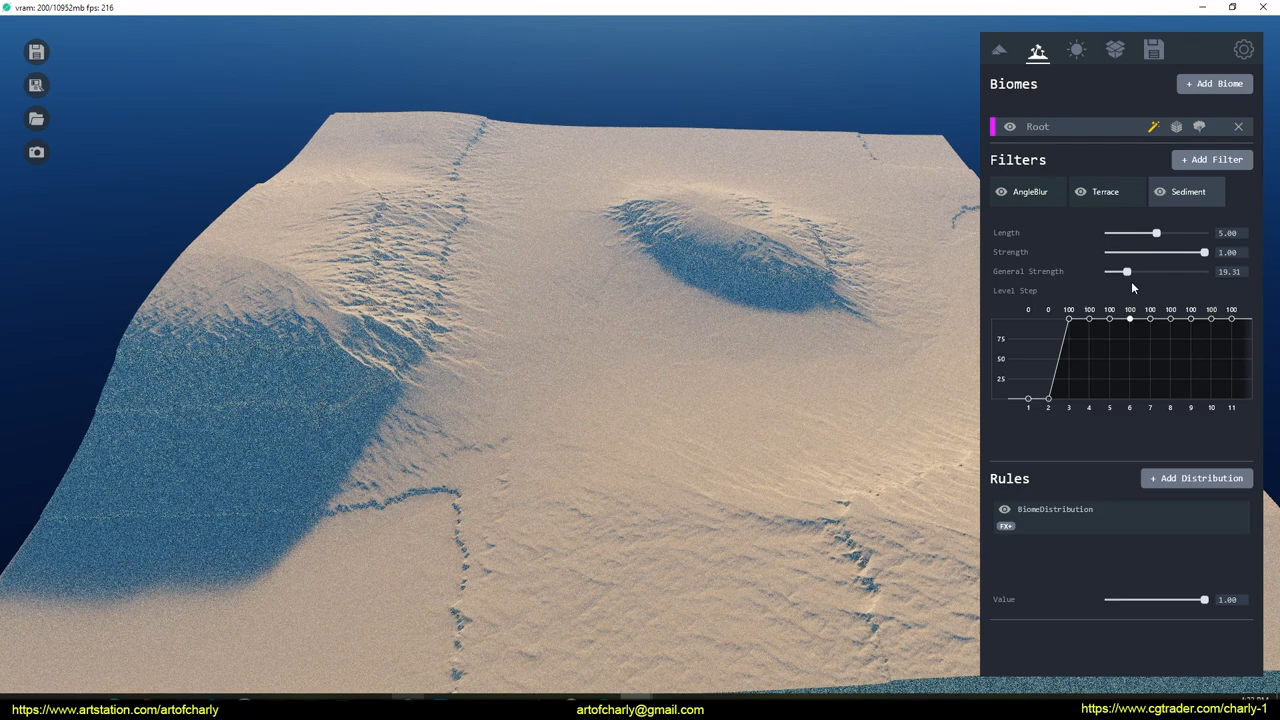 vram: 200/10952mb fps: 216
Biomes
+ Add Biome
Root
Filters
+ Add Filter
AngleBlur
Terrace
Sediment
Length
5.00
Strength
1.00
General Strength
19.31
Level Step
0 0 100 100 100 100 100 100 100 100 100
75
50
25
1 2 3 4 5 6 7 8 9 10 11
Rules
+ Add Distribution
BiomeDistribution
FX+
Value
1.00
https://www.artstation.com/artofcharly
artofcharly@gmail.com
https://www.cgtrader.com/charly-1